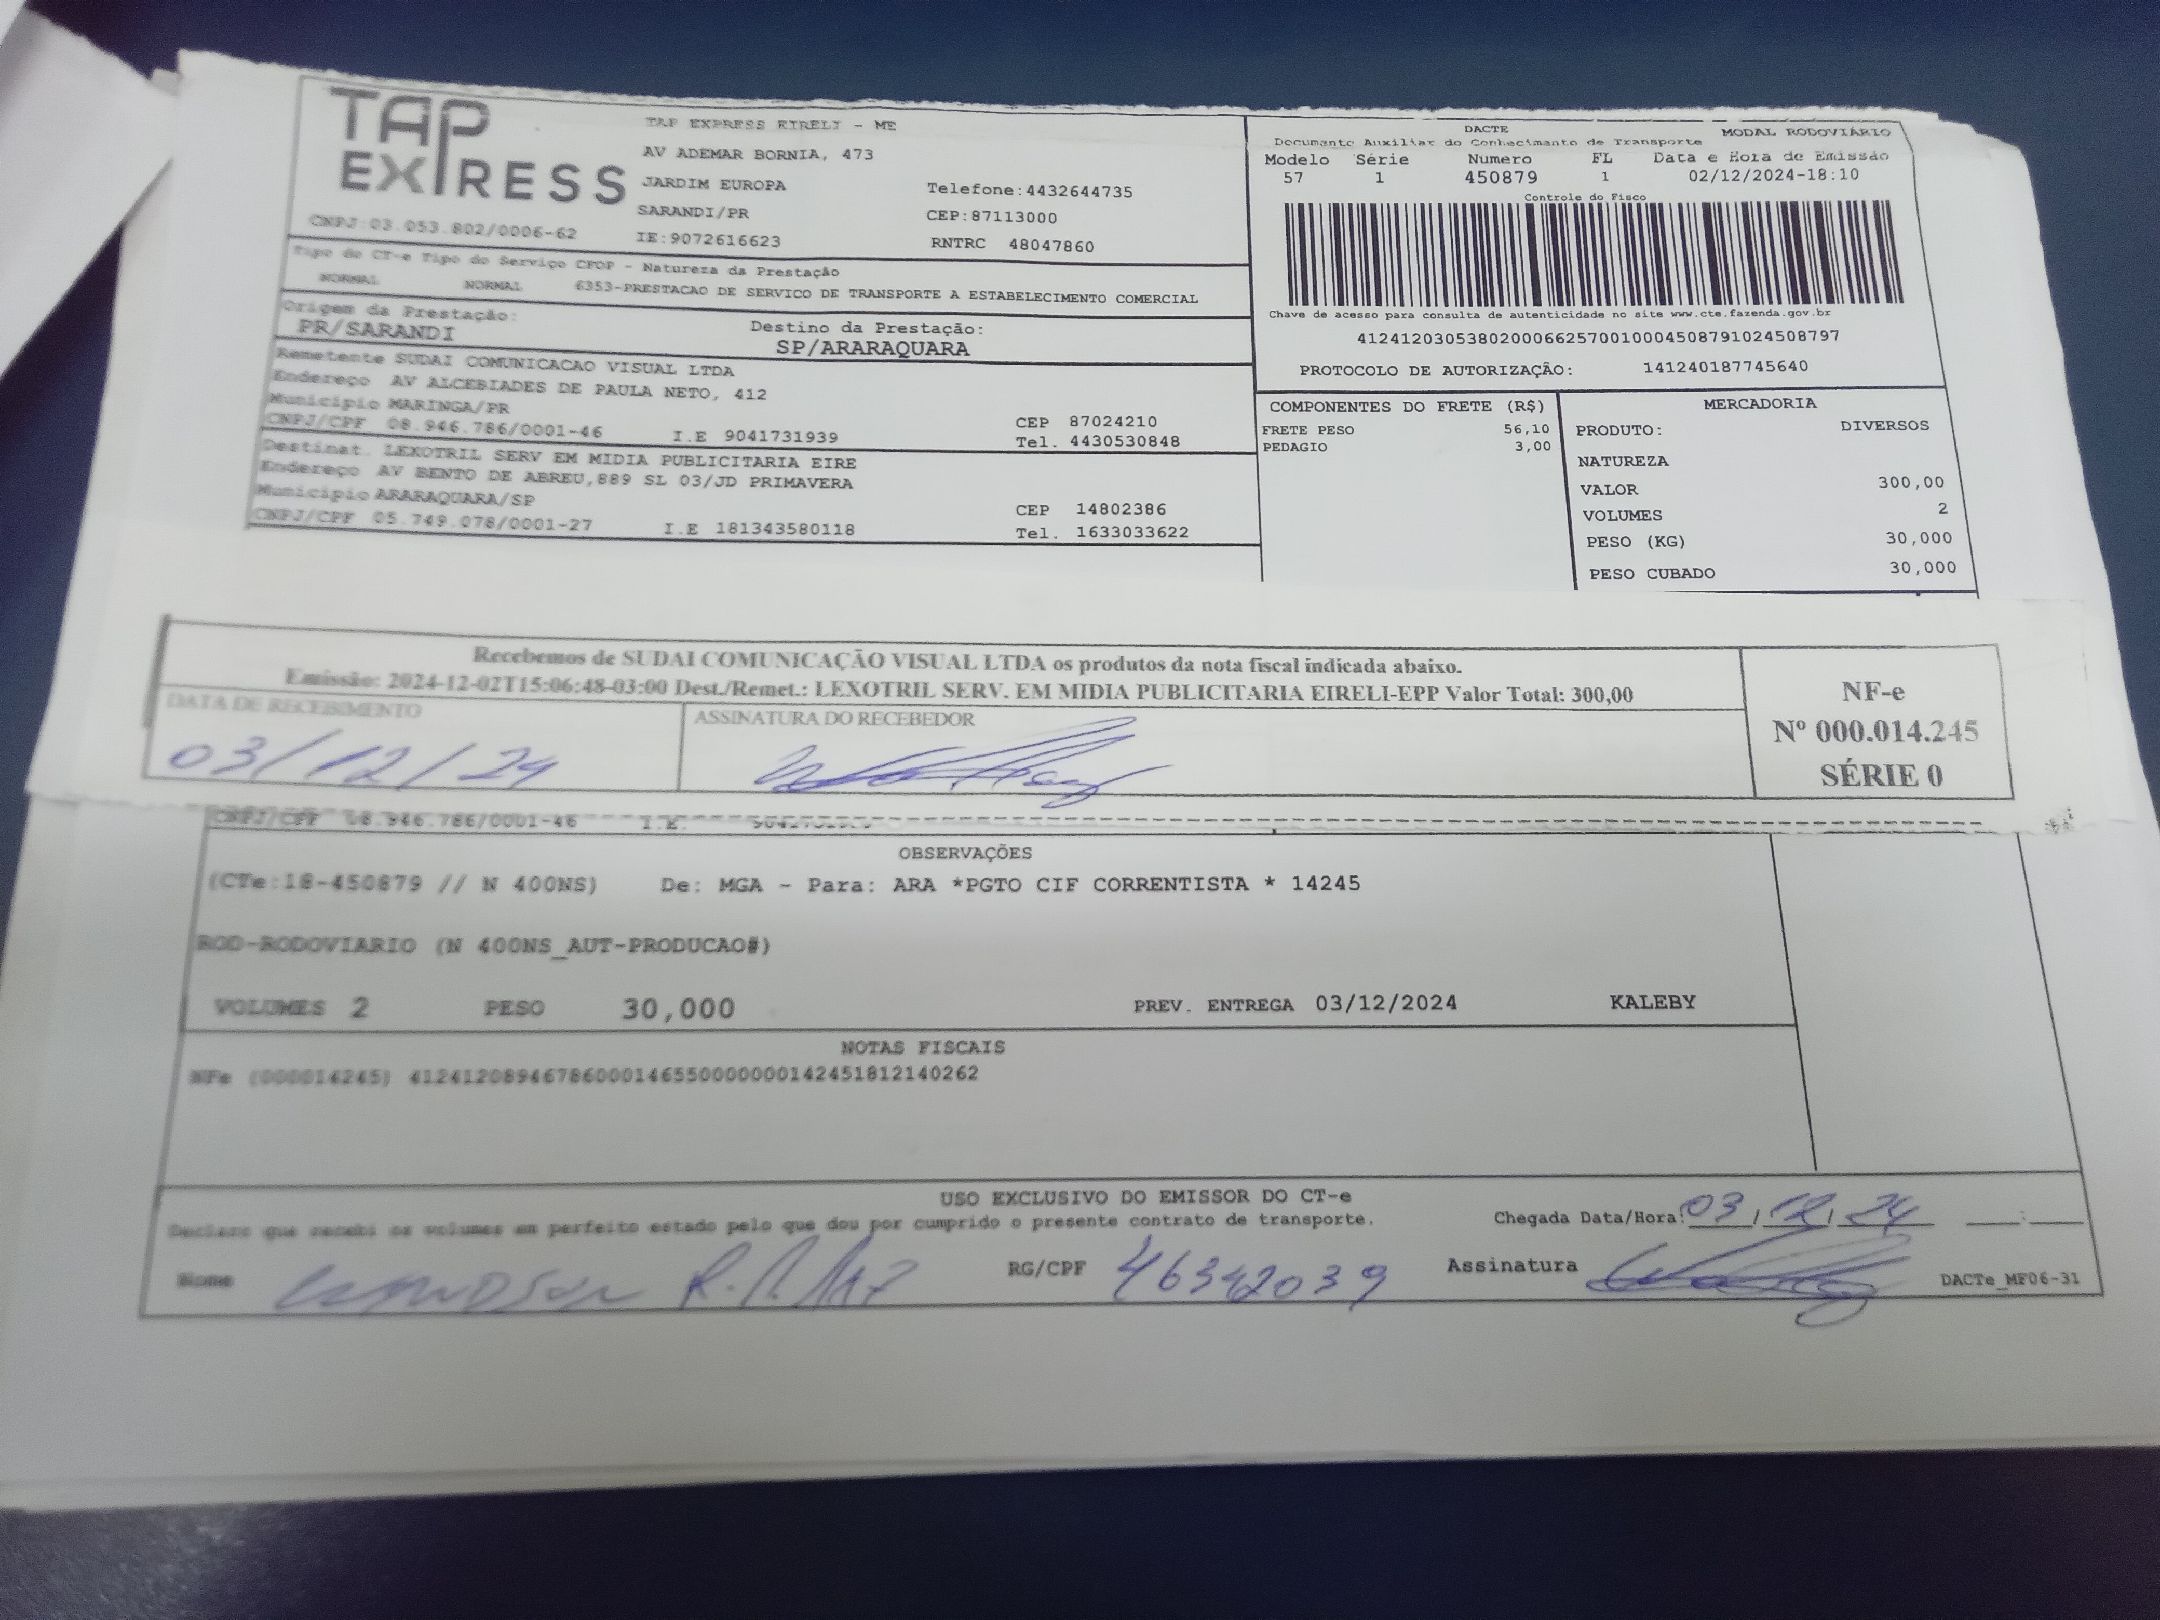 TAP EXPRESS
TAP EXPRESS EIRELI - ME
AV ADEMAR BORNIA, 473
JARDIM EUROPA
Telefone:4432644735
SARANDI/PR
CEP:87113000
CNPJ:03.053.802/0006-62
IE:9072616623
RNTRC 48047860
DACTE
MODAL RODOVIÁRIO
Documento Auxiliar do Conhecimanto de Transporte
Modelo Série Numero FL Data e Hora de Emissão
57 1 450879 1 02/12/2024-18:10
Controle do Fisco
Chave de acesso para consulta de autenticidade no site www.cte.fazenda.gov.br
41241203053802000662570010004508791024508797
PROTOCOLO DE AUTORIZAÇÃO: 141240187745640
Tipo do CT-e Tipo do Serviço CFOP - Natureza da Prestação
NORMAL NORMAL 6353-PRESTACAO DE SERVICO DE TRANSPORTE A ESTABELECIMENTO COMERCIAL
Origem da Prestação:
PR/SARANDI
Destino da Prestação:
SP/ARARAQUARA
Remetente SUDAI COMUNICACAO VISUAL LTDA
Endereço AV ALCEBIADES DE PAULA NETO, 412
Município MARINGA/PR
CEP 87024210
CNPJ/CPF 08.946.786/0001-46 I.E 9041731939 Tel. 4430530848
Destinat. LEXOTRIL SERV EM MIDIA PUBLICITARIA EIRE
Endereço AV BENTO DE ABREU,889 SL 03/JD PRIMAVERA
Município ARARAQUARA/SP
CEP 14802386
CNPJ/CPF 05.749.078/0001-27 I.E 181343580118 Tel. 1633033622
COMPONENTES DO FRETE (R$)
FRETE PESO 56,10
PEDAGIO 3,00
MERCADORIA
PRODUTO: DIVERSOS
NATUREZA
VALOR 300,00
VOLUMES 2
PESO (KG) 30,000
PESO CUBADO 30,000
Recebemos de SUDAI COMUNICAÇÃO VISUAL LTDA os produtos da nota fiscal indicada abaixo.
Emissão: 2024-12-02T15:06:48-03:00 Dest./Remet.: LEXOTRIL SERV. EM MIDIA PUBLICITARIA EIRELI-EPP Valor Total: 300,00
DATA DE RECEBIMENTO
ASSINATURA DO RECEBEDOR
03/12/24
NF-e
Nº 000.014.245
SÉRIE 0
CNPJ/CPF 08.946.786/0001-46 I.E.
OBSERVAÇÕES
(CTe:18-450879 // N 400NS) De: MGA - Para: ARA *PGTO CIF CORRENTISTA * 14245
ROD-RODOVIARIO (N 400NS_AUT-PRODUCAO#)
VOLUMES 2 PESO 30,000 PREV. ENTREGA 03/12/2024 KALEBY
NOTAS FISCAIS
NFe (000014245) 41241208946786000146550000000142451812140262
USO EXCLUSIVO DO EMISSOR DO CT-e
Declaro que recebi os volumes em perfeito estado pelo que dou por cumprido o presente contrato de transporte.
Chegada Data/Hora: 03/12/24
Nome
RG/CPF 46342039
Assinatura
DACTe_MF06-31